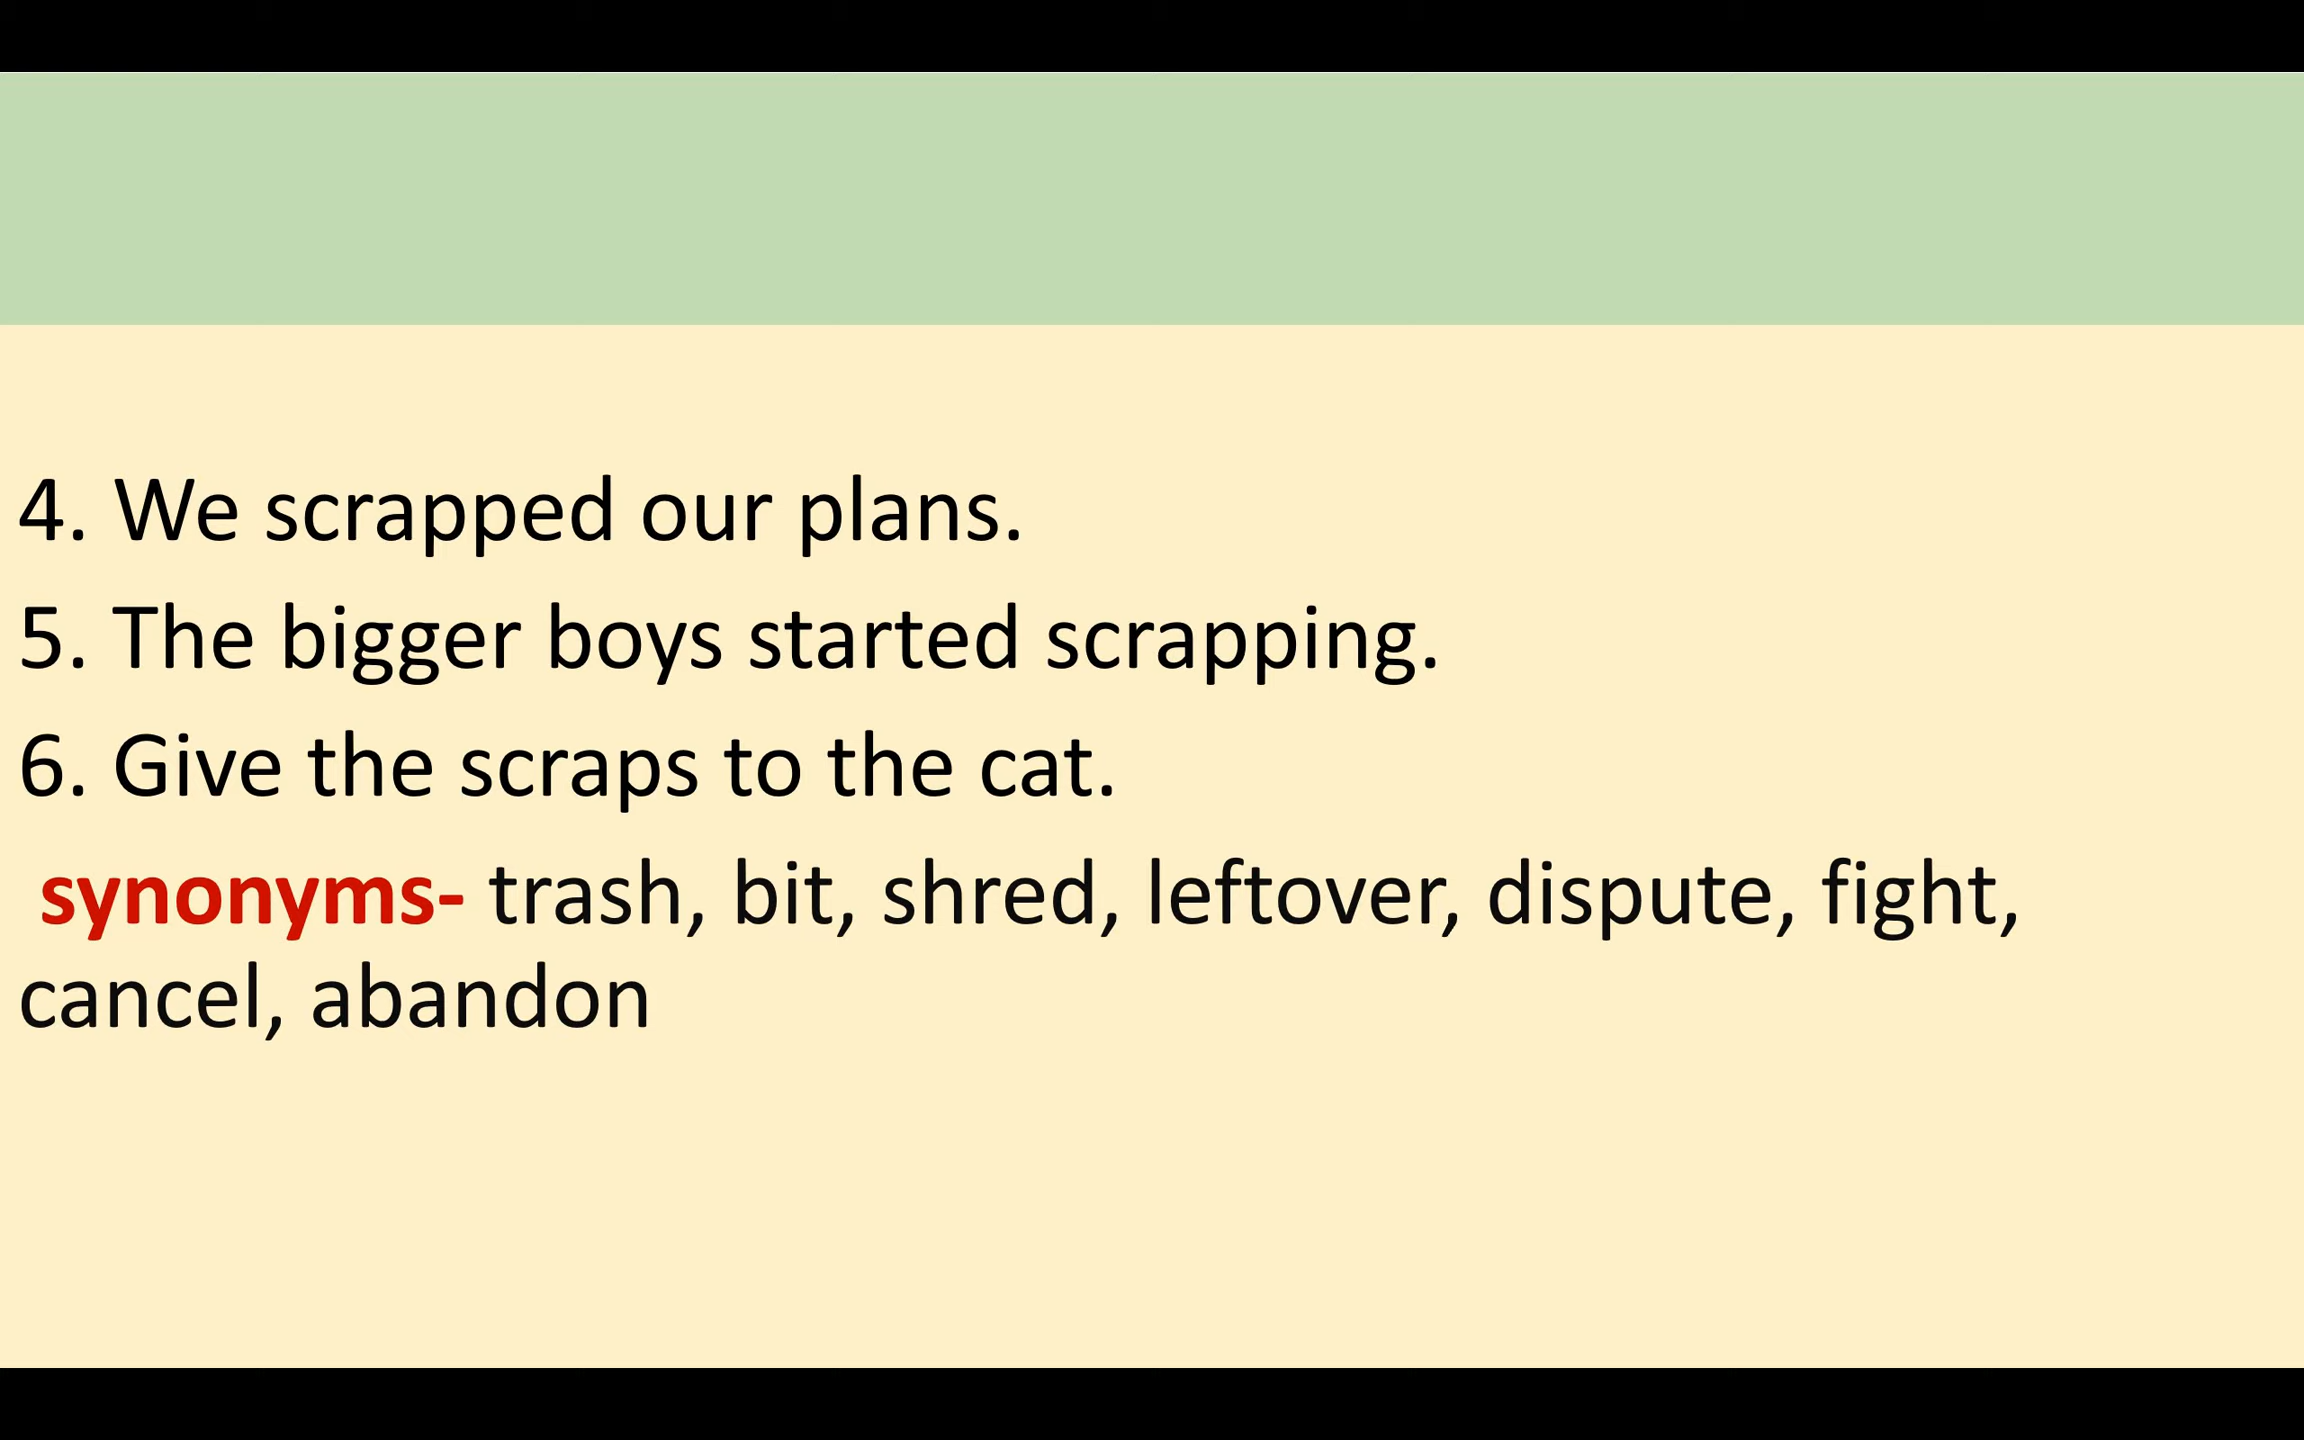 4. We scrapped our plans.
5. The bigger boys started scrapping.
6. Give the scraps to the cat.
synonyms- trash, bit, shred, leftover, dispute, fight,
cancel, abandon